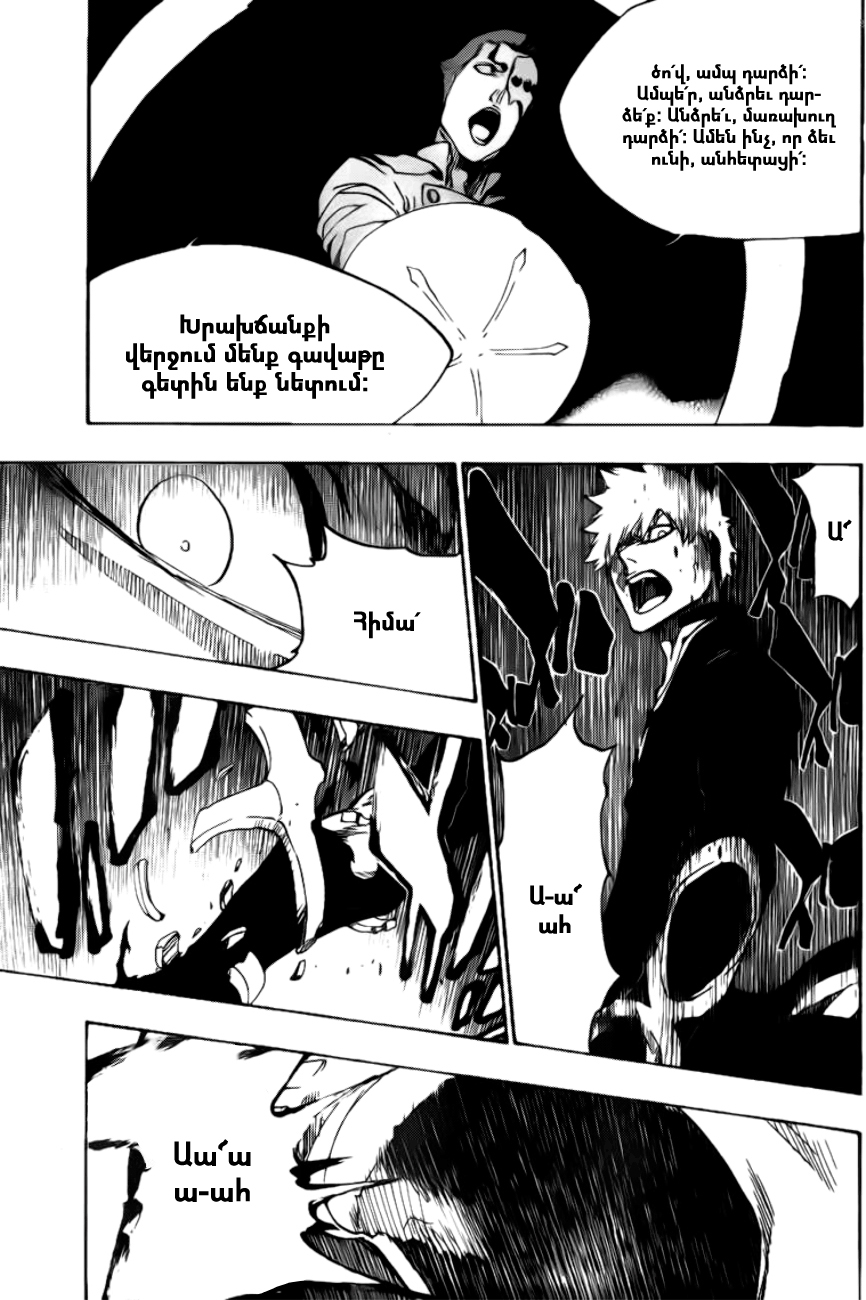 ծո՜վ, ամպ դարձի՜:
Ամպե՜ր, անձրեւ դար-
ձե՜ք: Անձրե՜ւ, մառախուղ
դարձի՜: Ամեն ինչ, որ ձեւ
ունի, անհետացի՜:
Խրախճանքի
վերջում մենք գավաթը
գետին ենք նետում:
Ա՜
Հիմա՜
Ա-ա՜
ահ
Աա՜ա
ա-ահ